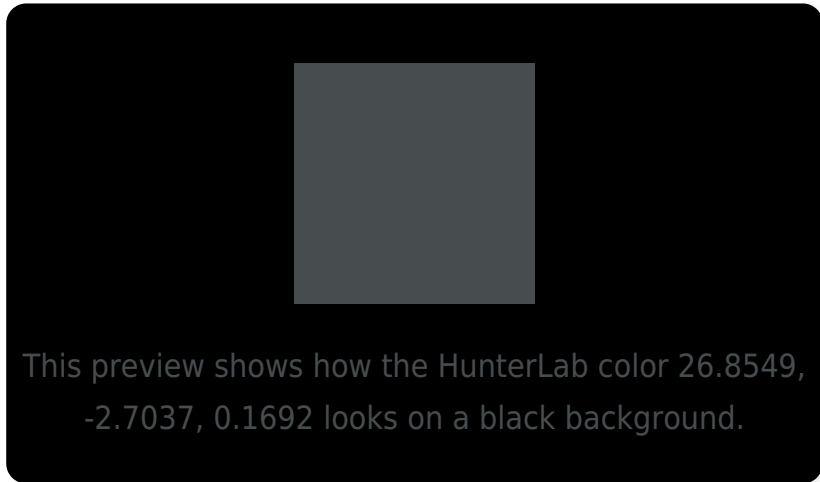 This preview shows how the HunterLab color 26.8549,
-2.7037, 0.1692 looks on a black background.